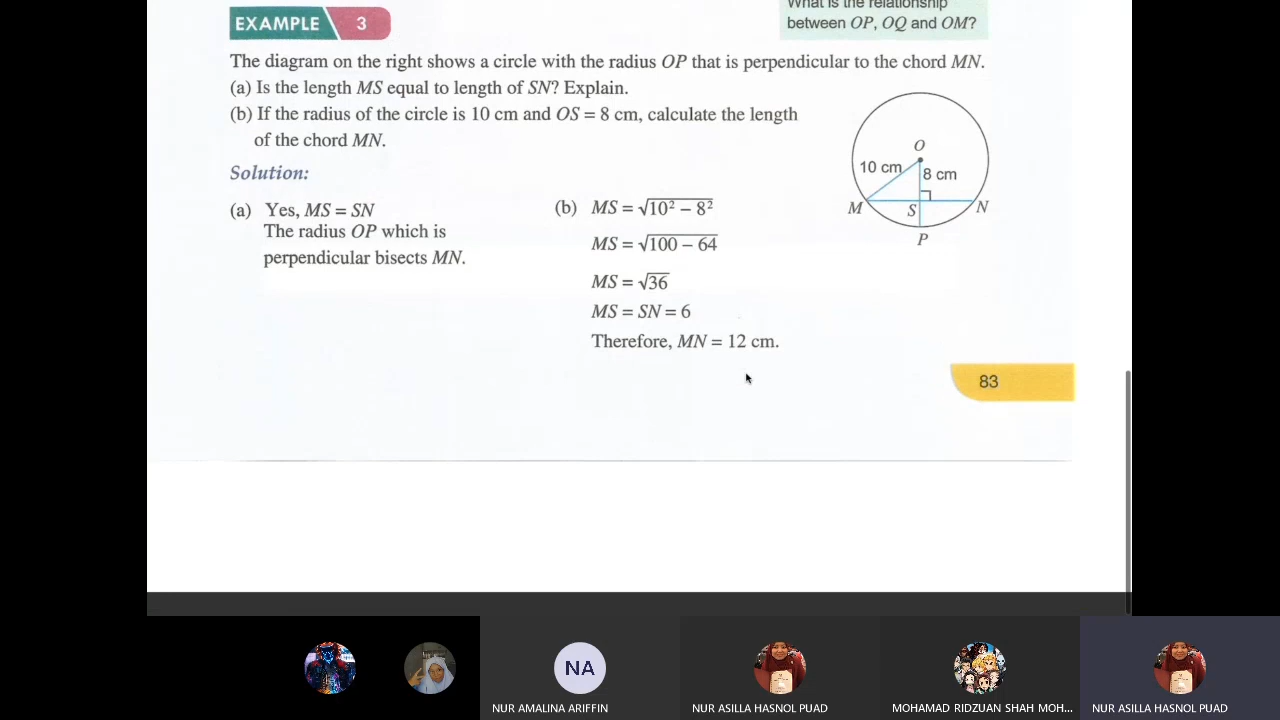 What is the relationship
between OP, OQ and OM?
EXAMPLE 3
The diagram on the right shows a circle with the radius OP that is perpendicular to the chord MN.
(a) Is the length MS equal to length of SN? Explain.
(b) If the radius of the circle is 10 cm and OS = 8 cm, calculate the length
of the chord MN.
O
10 cm
8 cm
M
S
N
P
Solution:
(a) Yes, MS = SN
The radius OP which is
perpendicular bisects MN.
(b) MS = √10² – 8²
MS = √100 – 64
MS = √36
MS = SN = 6
Therefore, MN = 12 cm.
83
NA
NUR AMALINA ARIFFIN
NUR ASILLA HASNOL PUAD
MOHAMAD RIDZUAN SHAH MOH...
NUR ASILLA HASNOL PUAD